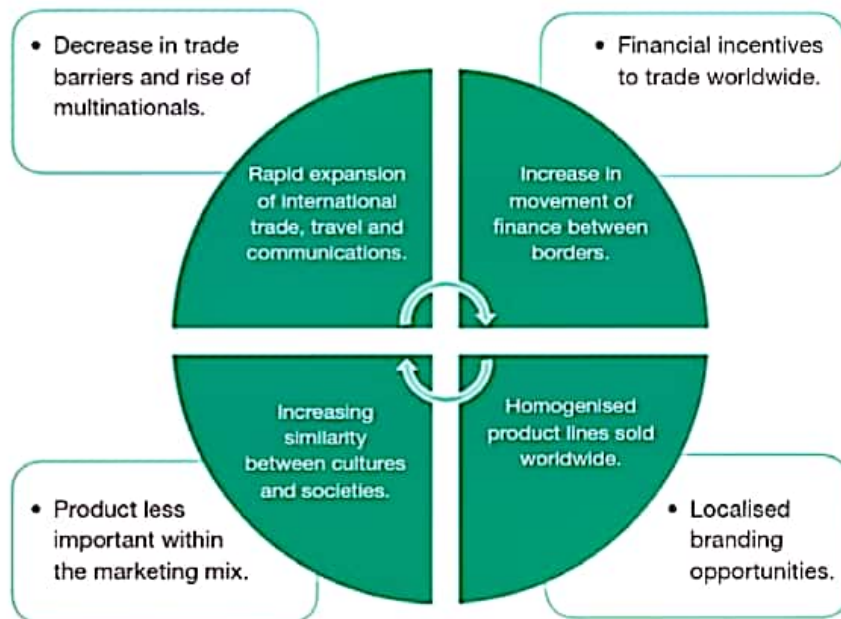 • Decrease in trade
barriers and rise of
multinationals.
• Financial incentives
to trade worldwide.
Rapid expansion
of international
trade, travel and
communications.
Increase in
movement of
finance between
borders.
Increasing
similarity
between cultures
and societies.
Homogenised
product lines sold
worldwide.
• Product less
important within
the marketing mix.
• Localised
branding
opportunities.